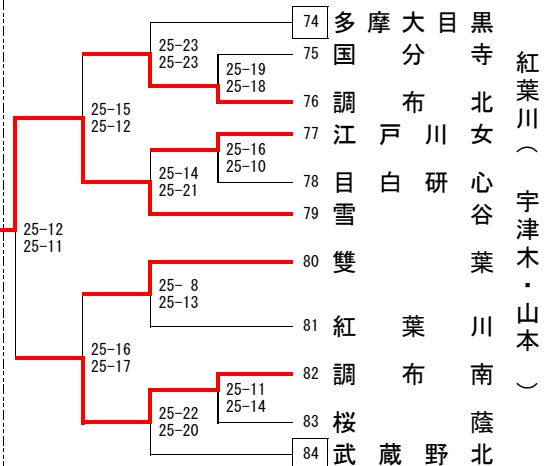 74 多摩大目黒
25-23
25-23
75 国分寺
25-19
25-18
76 調布北
25-15
25-12
77 江戸川女
25-16
25-10
25-14
25-21
78 目白研心
79 雪谷
25-12
25-11
80 雙葉
25- 8
25-13
81 紅葉川
25-16
25-17
82 調布南
25-11
25-14
25-22
25-20
83 桜蔭
84 武蔵野北
紅葉川（ 宇津木・山本 ）